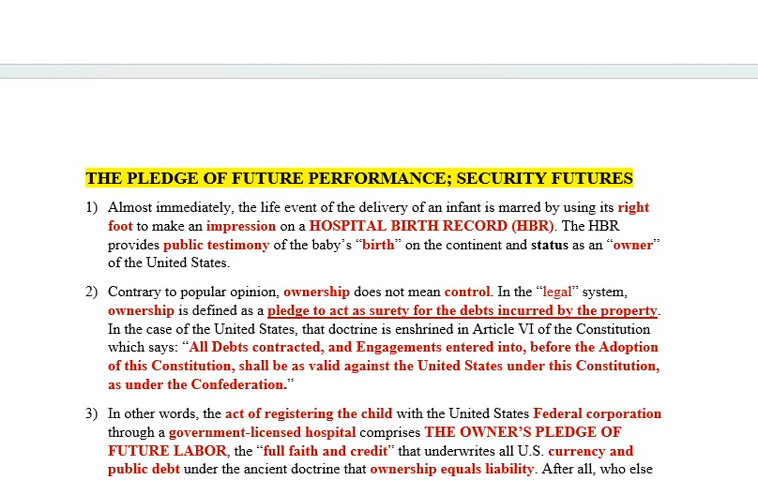 THE PLEDGE OF FUTURE PERFORMANCE; SECURITY FUTURES
1) Almost immediately, the life event of the delivery of an infant is marred by using its right
foot to make an impression on a HOSPITAL BIRTH RECORD (HBR). The HBR
provides public testimony of the baby’s “birth” on the continent and status as an “owner”
of the United States.
2) Contrary to popular opinion, ownership does not mean control. In the “legal” system,
ownership is defined as a pledge to act as surety for the debts incurred by the property.
In the case of the United States, that doctrine is enshrined in Article VI of the Constitution
which says: “All Debts contracted, and Engagements entered into, before the Adoption
of this Constitution, shall be as valid against the United States under this Constitution,
as under the Confederation.”
3) In other words, the act of registering the child with the United States Federal corporation
through a government-licensed hospital comprises THE OWNER’S PLEDGE OF
FUTURE LABOR, the “full faith and credit” that underwrites all U.S. currency and
public debt under the ancient doctrine that ownership equals liability. After all, who else